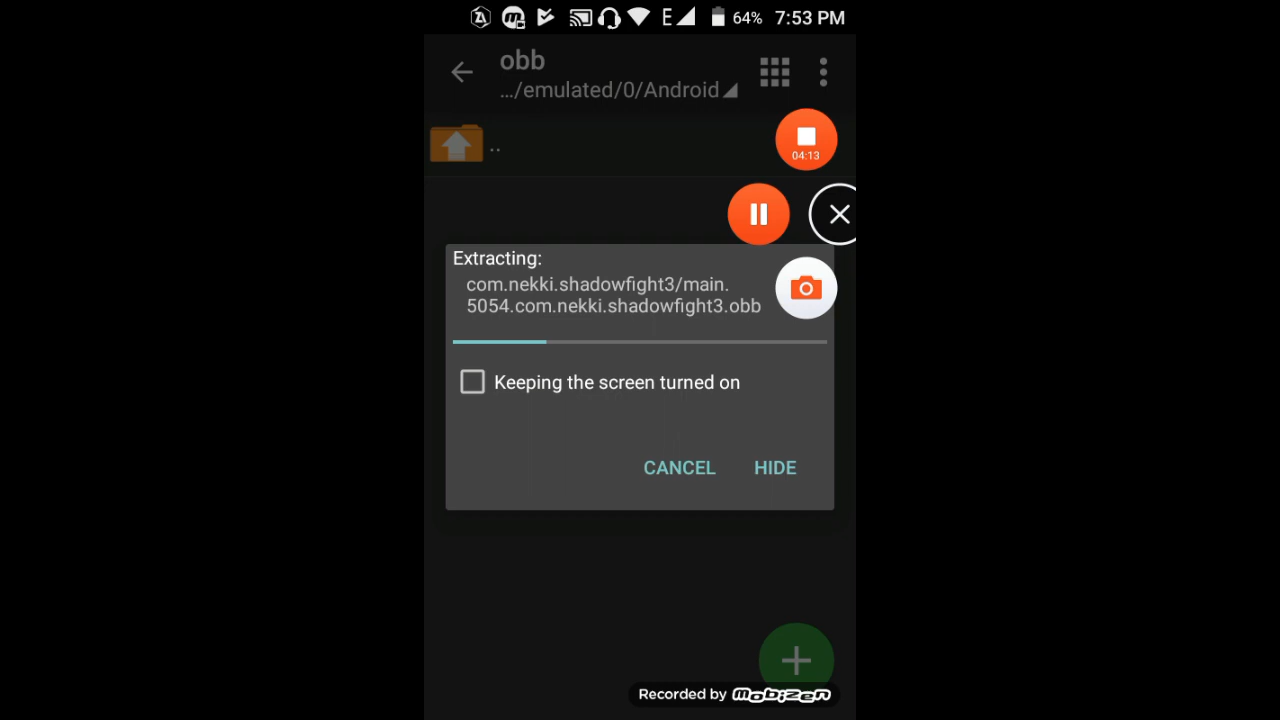 E
64%
7:53 PM
obb
.../emulated/0/Android
..
04:13
Extracting:
com.nekki.shadowfight3/main.
5054.com.nekki.shadowfight3.obb
Keeping the screen turned on
CANCEL
HIDE
Recorded by mobizen